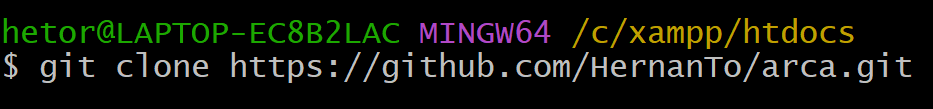 hetor@LAPTOP-EC8B2LAC MINGW64 /c/xampp/htdocs
$ git clone https://github.com/HernanTo/arca.git